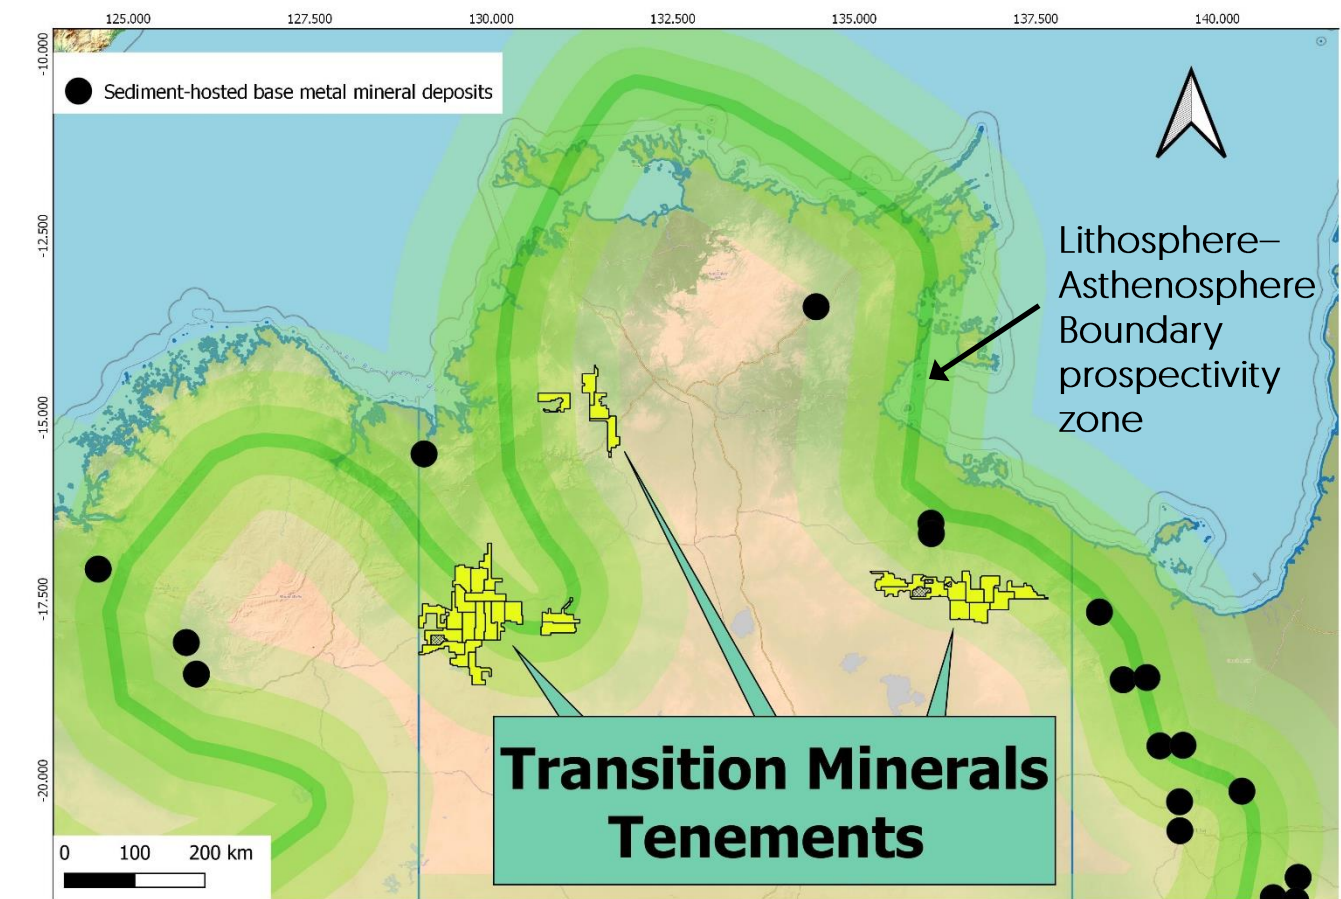 125.000 127.500 130.000 132.500 135.000 137.500 140.000
-10.000
-12.500
-15.000
-17.500
-20.000
Sediment-hosted base metal mineral deposits
Lithosphere–
Asthenosphere
Boundary
prospectivity
zone
Transition Minerals
Tenements
0 100 200 km